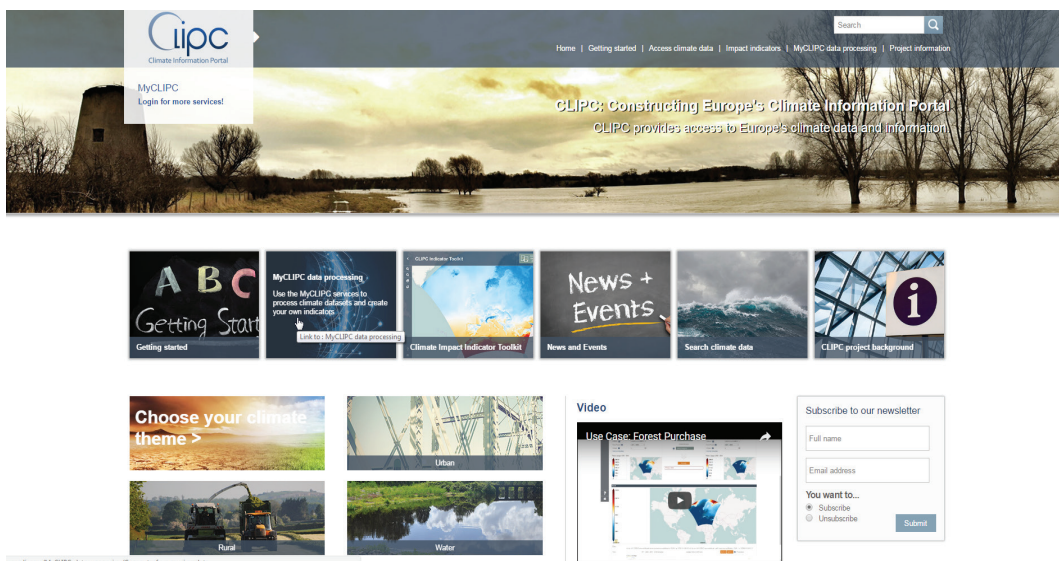 Clipc
Climate Information Portal
MyCLIPC
Login for more services!
Search
Home | Getting started | Access climate data | Impact indicators | MyCLIPC data processing | Project information
CLIPC: Constructing Europe's Climate Information Portal
CLIPC provides access to Europe's climate data and information
A B C
Getting Start
Getting started
MyCLIPC data processing
Use the MyCLIPC services to
process climate datasets and create
your own indicators
Link to : MyCLIPC data processing
CLIPC Indicator Toolkit
Climate Impact Indicator Toolkit
News +
Events
News and Events
Search climate data
i
CLIPC project background
Choose your climate
theme >
Urban
Rural
Water
Video
Use Case: Forest Purchase
Subscribe to our newsletter
Full name
Email address
You want to...
Subscribe
Unsubscribe
Submit